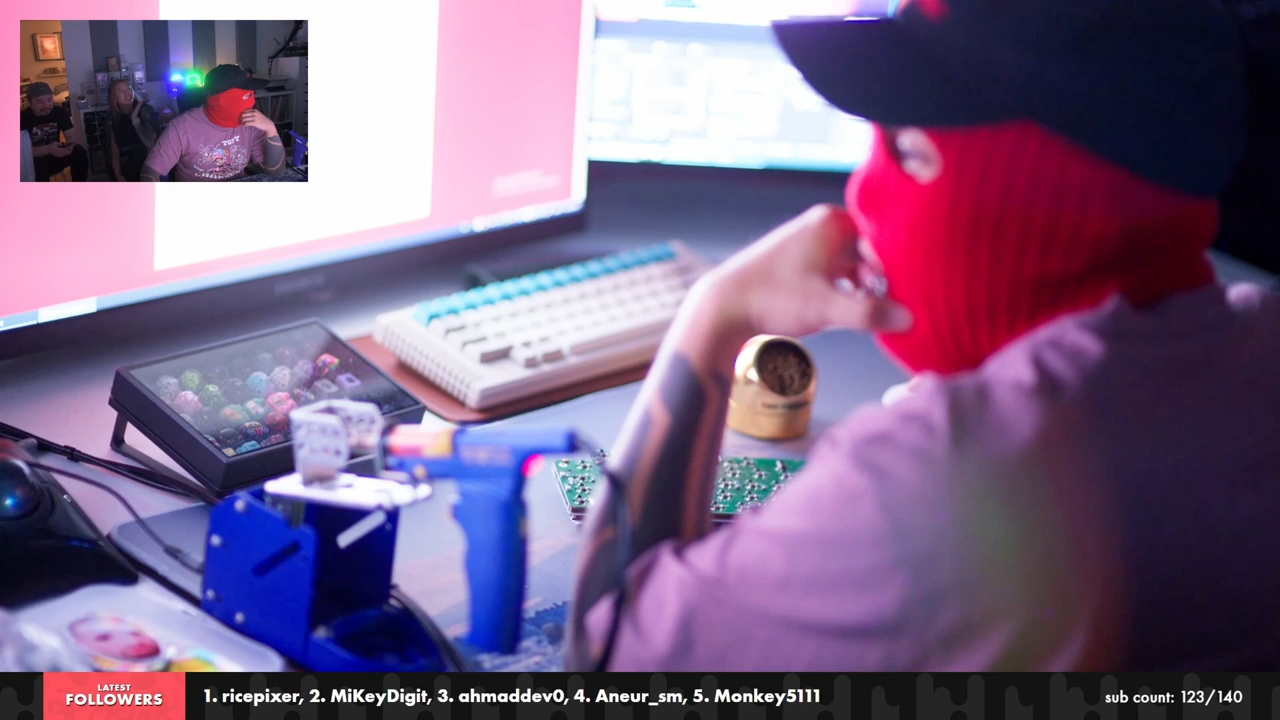 LATEST
FOLLOWERS
1. ricepixer, 2. MiKeyDigit, 3. ahmaddev0, 4. Aneur_sm, 5. Monkey5111
sub count: 123/140